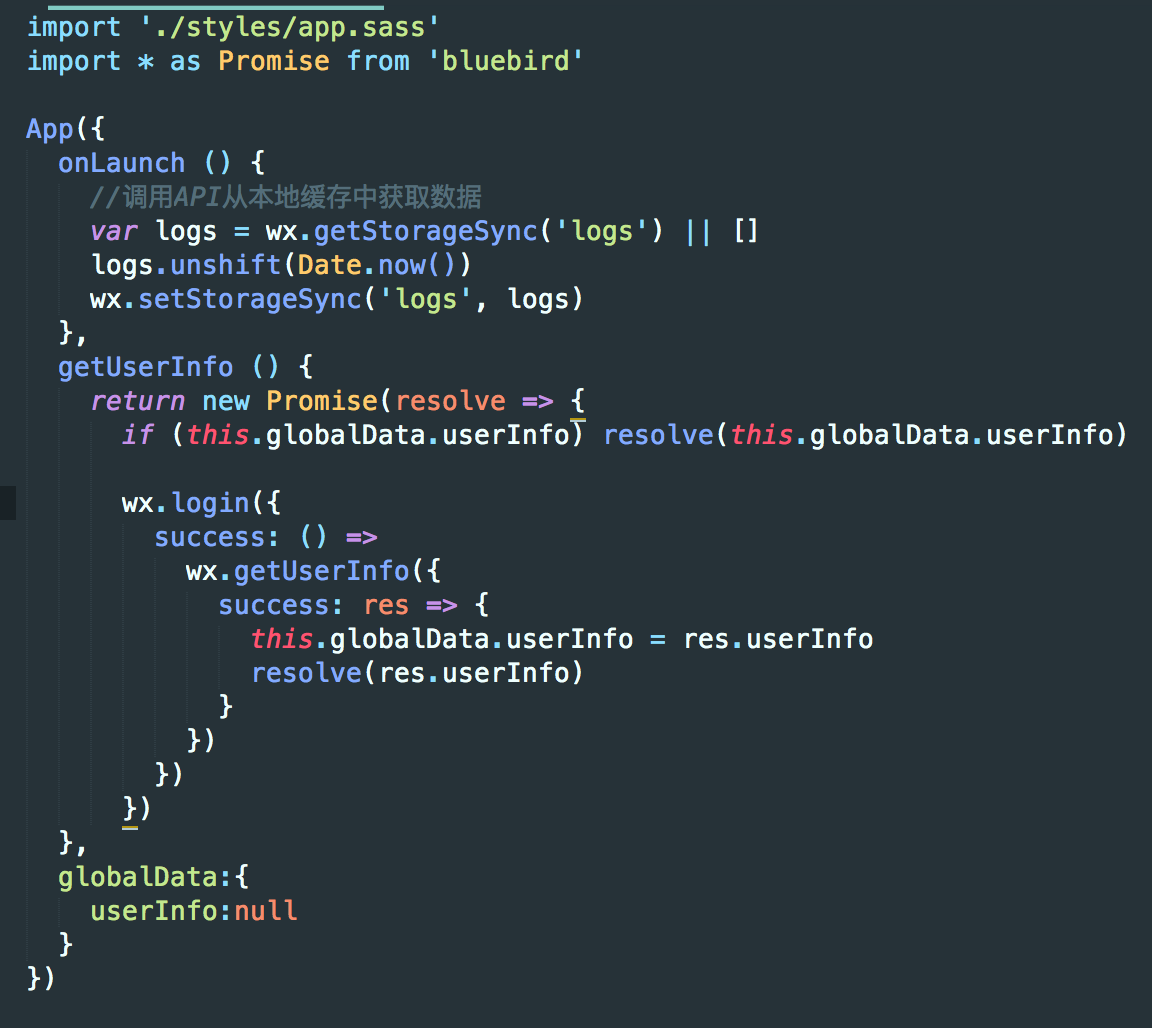 import './styles/app.sass'
import * as Promise from 'bluebird'

App({
  onLaunch () {
    //调用API从本地缓存中获取数据
    var logs = wx.getStorageSync('logs') || []
    logs.unshift(Date.now())
    wx.setStorageSync('logs', logs)
  },
  getUserInfo () {
    return new Promise(resolve => {
      if (this.globalData.userInfo) resolve(this.globalData.userInfo)

      wx.login({
        success: () =>
          wx.getUserInfo({
            success: res => {
              this.globalData.userInfo = res.userInfo
              resolve(res.userInfo)
            }
          })
        })
      })
  },
  globalData:{
    userInfo:null
  }
})